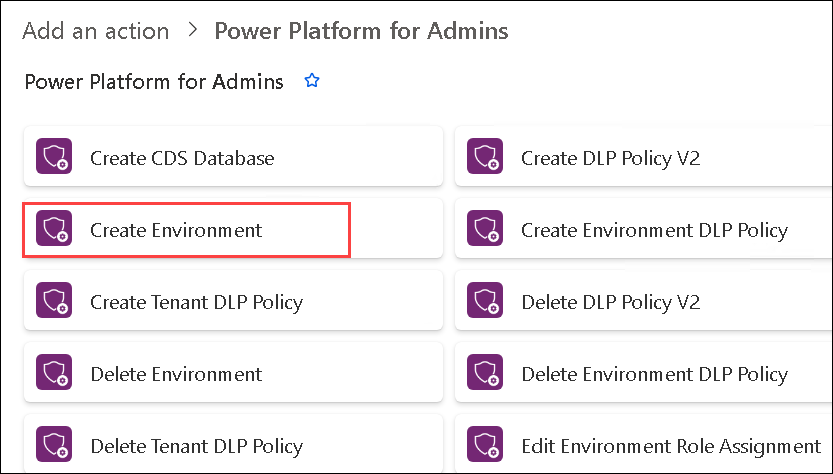 Add an action > Power Platform for Admins
Power Platform for Admins
Create CDS Database
Create DLP Policy V2
Create Environment
Create Environment DLP Policy
Create Tenant DLP Policy
Delete DLP Policy V2
Delete Environment
Delete Environment DLP Policy
Delete Tenant DLP Policy
Edit Environment Role Assignment